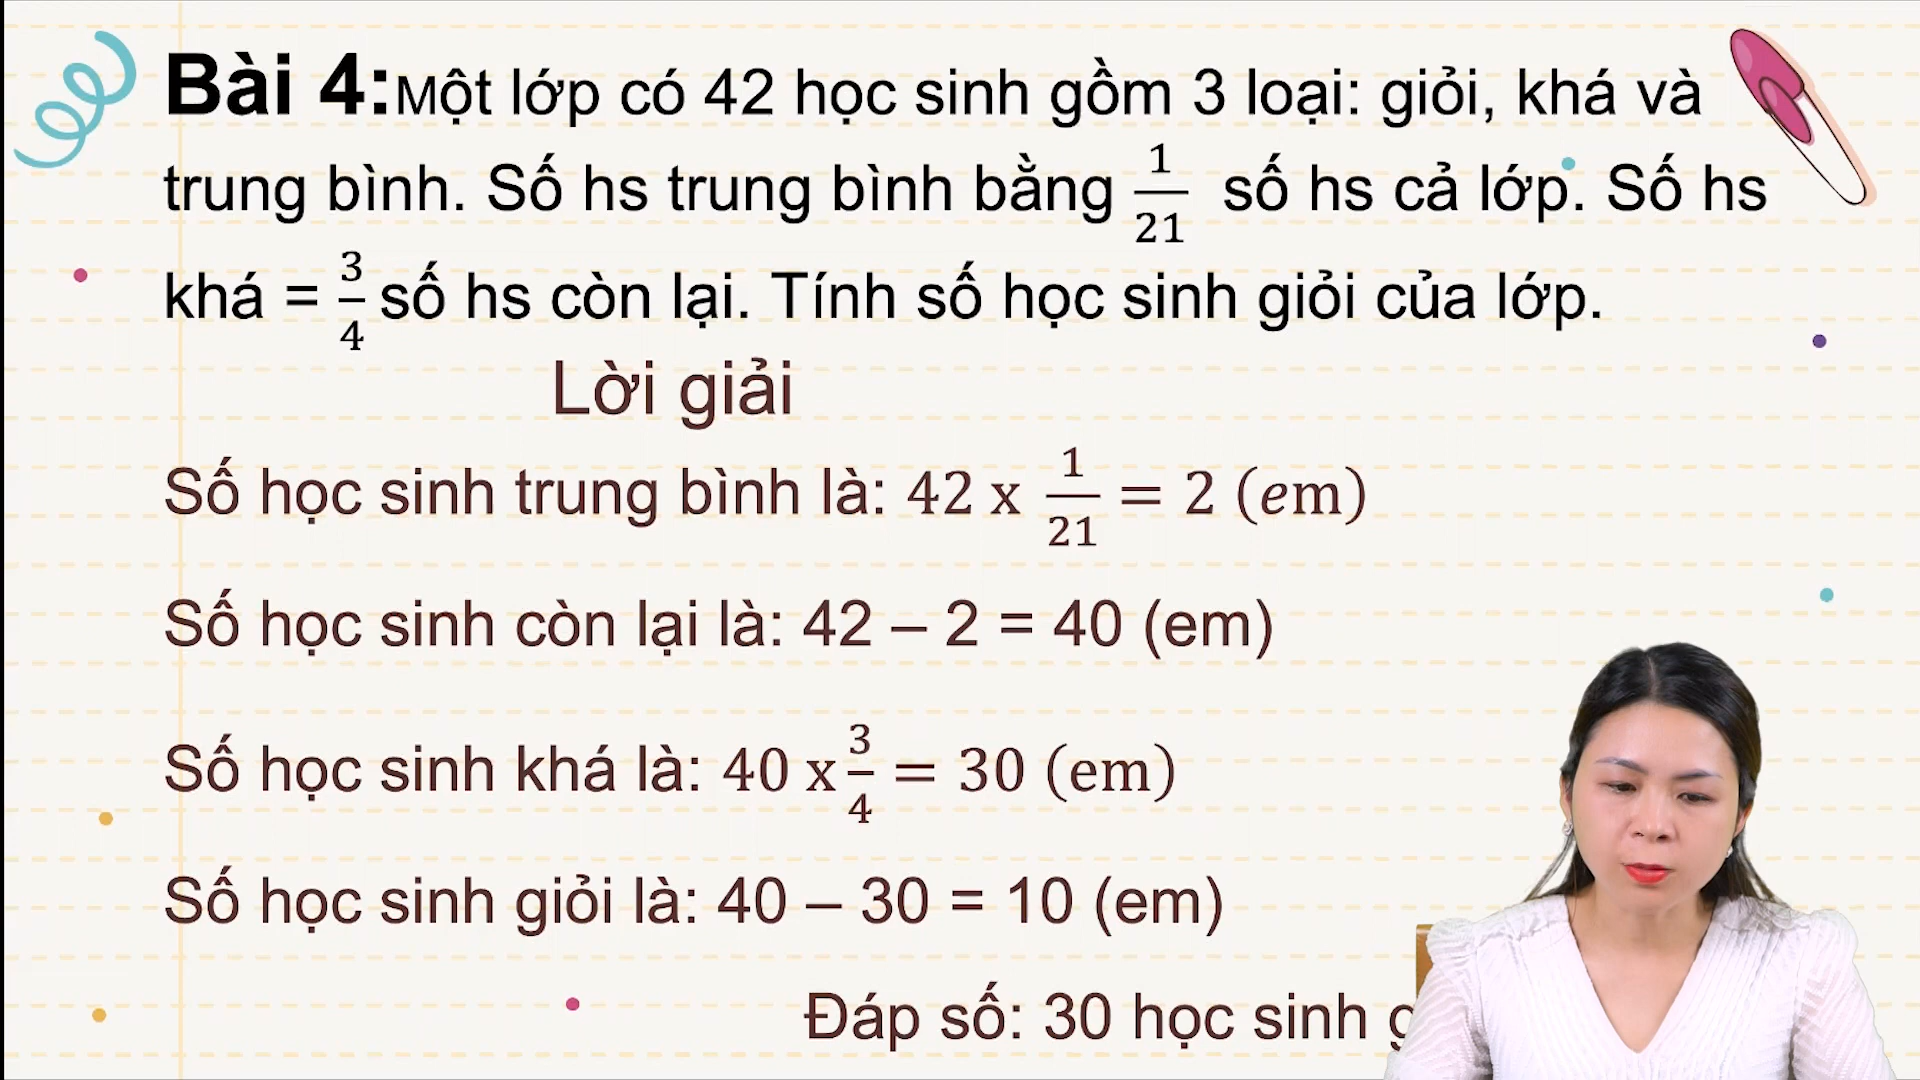 Bài 4:Một lớp có 42 học sinh gồm 3 loại: giỏi, khá và
trung bình. Số hs trung bình bằng 1/21 số hs cả lớp. Số hs
khá = 3/4 số hs còn lại. Tính số học sinh giỏi của lớp.
Lời giải
Số học sinh trung bình là: 42 x 1/21 = 2 (em)
Số học sinh còn lại là: 42 – 2 = 40 (em)
Số học sinh khá là: 40 x 3/4 = 30 (em)
Số học sinh giỏi là: 40 – 30 = 10 (em)
Đáp số: 30 học sinh